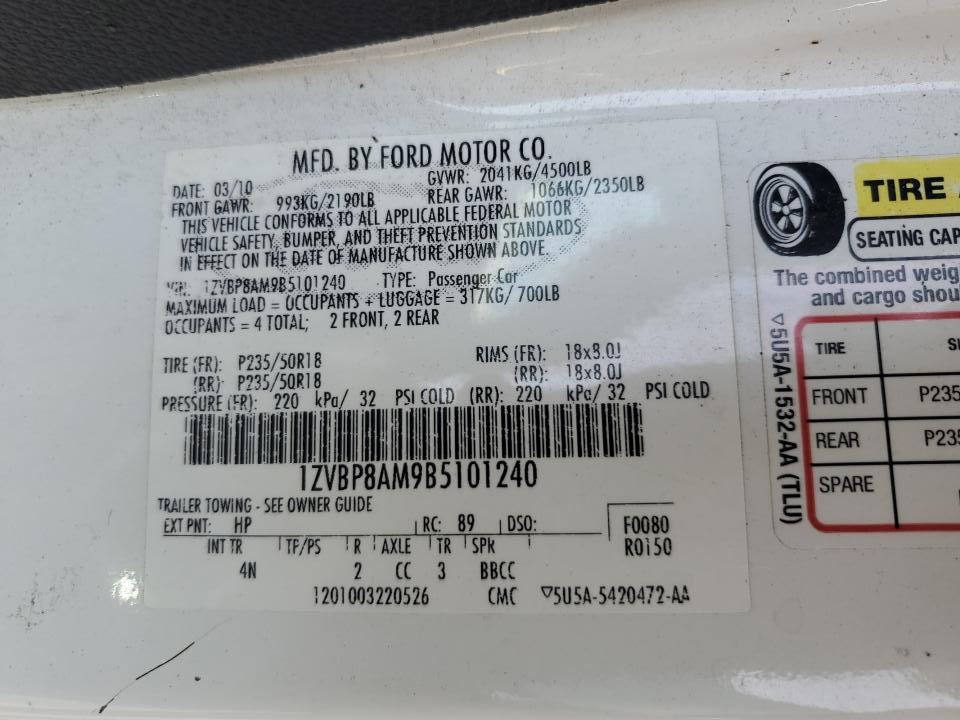 MFD. BY FORD MOTOR CO.
DATE: 03/10 GVWR: 2041KG/4500LB
FRONT GAWR: 993KG/2190LB REAR GAWR: 1066KG/2350LB
THIS VEHICLE CONFORMS TO ALL APPLICABLE FEDERAL MOTOR
VEHICLE SAFETY, BUMPER, AND THEFT PREVENTION STANDARDS
IN EFFECT ON THE DATE OF MANUFACTURE SHOWN ABOVE.
VIN: 1ZVBP8AM9B5101240 TYPE: Passenger Car
MAXIMUM LOAD = OCCUPANTS + LUGGAGE = 317KG/ 700LB
OCCUPANTS = 4 TOTAL; 2 FRONT, 2 REAR
TIRE (FR): P235/50R18 RIMS (FR): 18x8.0J
(RR): P235/50R18 (RR): 18x8.0J
PRESSURE (FR): 220 kPa/ 32 PSI COLD (RR): 220 kPa/ 32 PSI COLD
1ZVBP8AM9B5101240
TRAILER TOWING - SEE OWNER GUIDE
EXT PNT: HP RC: 89 DSO: F0080
INT TR TP/PS R AXLE TR SPR R0150
4N 2 CC 3 BBCC
1201003220526 CMC ▽5U5A-5420472-AA
TIRE
SEATING CAP
The combined weig
and cargo shou
TIRE SI
FRONT P235
REAR P235
SPARE
▽5U5A-1532-AA (TLU)